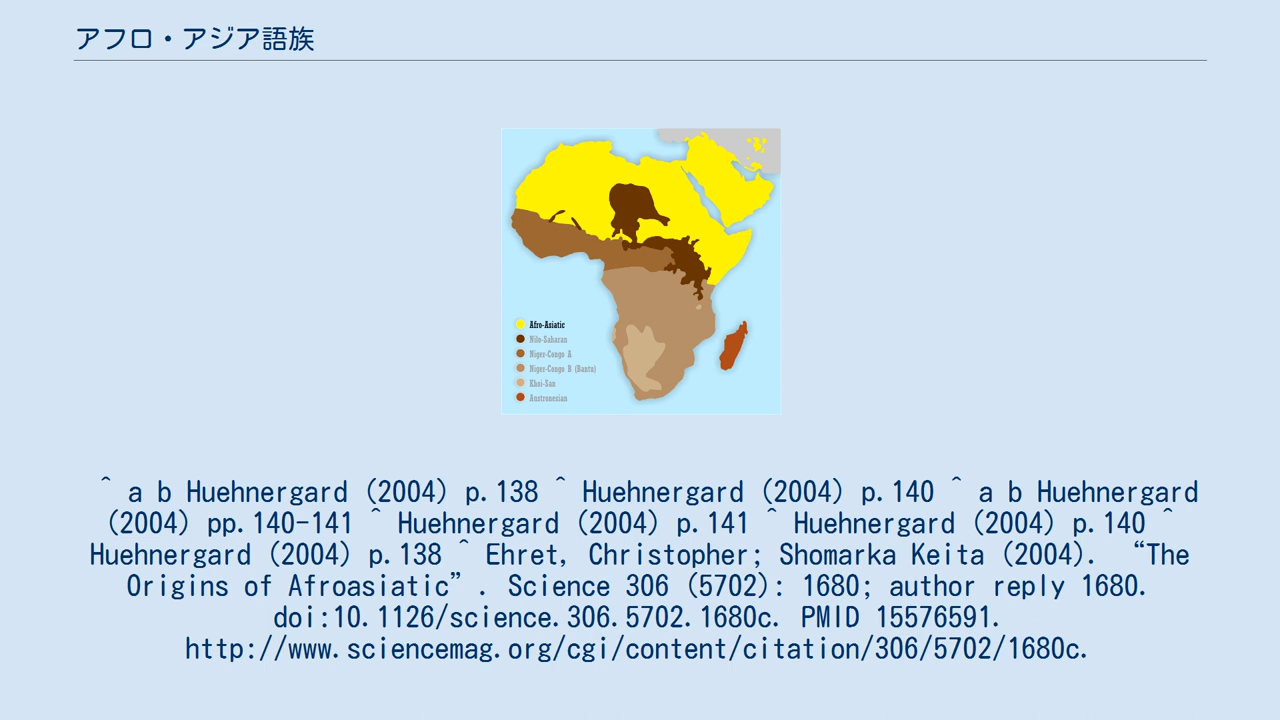 アフロ・アジア語族
Afro-Asiatic
Nilo-Saharan
Niger-Congo A
Niger-Congo B (Bantu)
Khoi-San
Austronesian
^ a b Huehnergard (2004) p.138 ^ Huehnergard (2004) p.140 ^ a b Huehnergard
(2004) pp.140-141 ^ Huehnergard (2004) p.141 ^ Huehnergard (2004) p.140 ^
Huehnergard (2004) p.138 ^ Ehret, Christopher; Shomarka Keita (2004). “The
Origins of Afroasiatic”. Science 306 (5702): 1680; author reply 1680.
doi:10.1126/science.306.5702.1680c. PMID 15576591.
http://www.sciencemag.org/cgi/content/citation/306/5702/1680c.